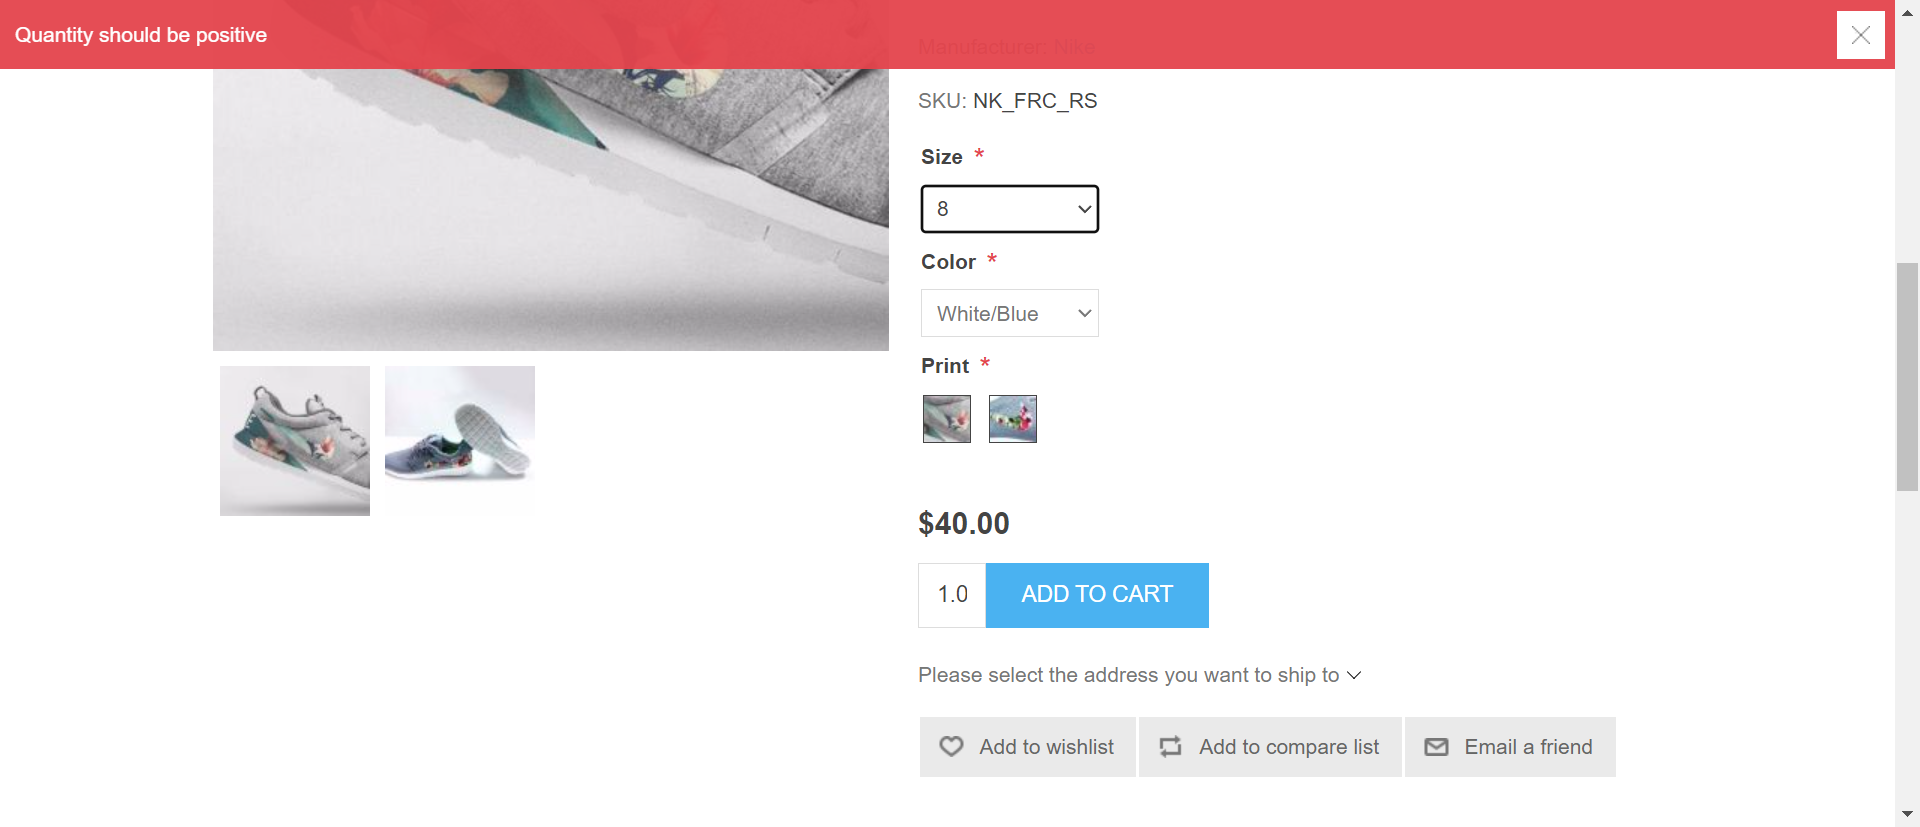 Quantity should be positive
Manufacturer: Nike
SKU: NK_FRC_RS
Size *
8
Color *
White/Blue
Print *
$40.00
1.0
ADD TO CART
Please select the address you want to ship to
Add to wishlist
Add to compare list
Email a friend